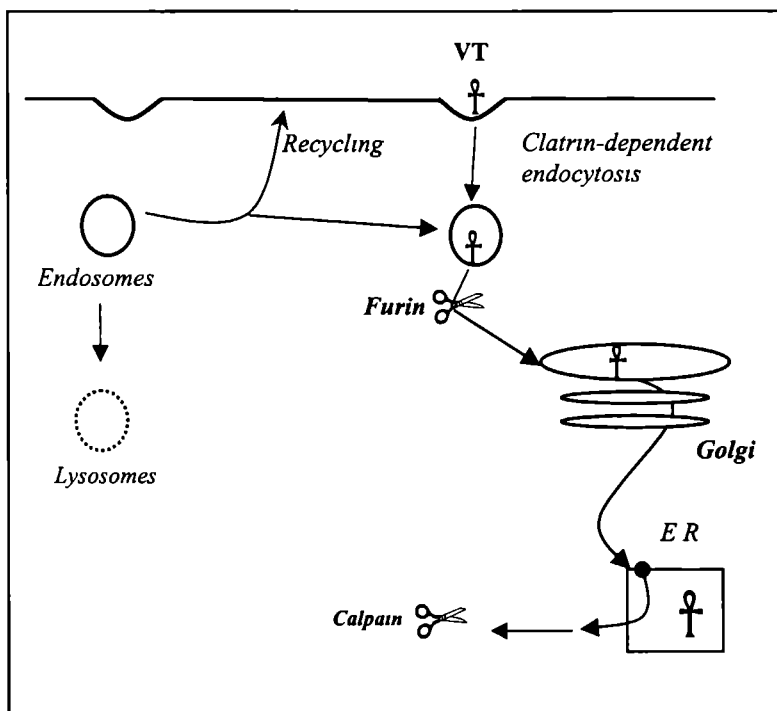 VT
Recycling
Clatrin-dependent
endocytosis
Endosomes
Furin
Lysosomes
Golgi
E R
Calpain